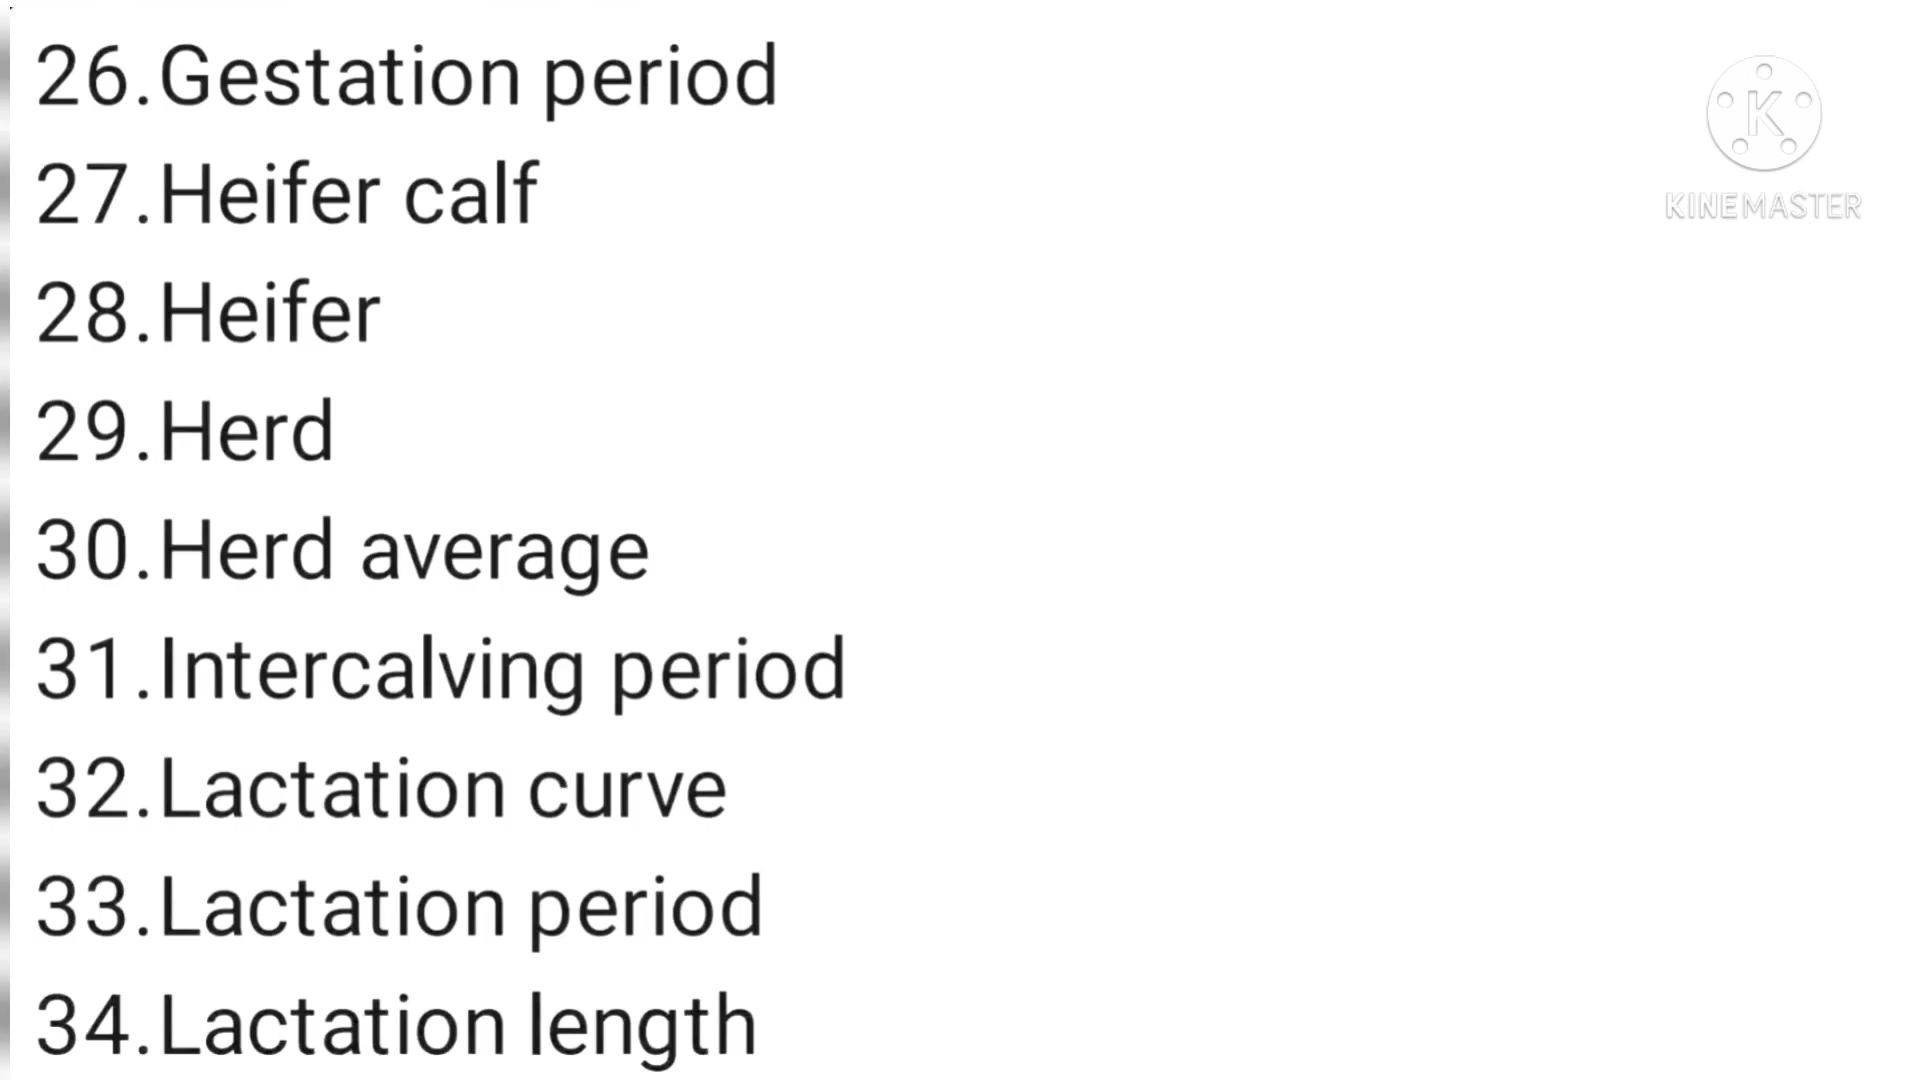 26.Gestation period
27.Heifer calf
28.Heifer
29.Herd
30.Herd average
31.Intercalving period
32.Lactation curve
33.Lactation period
34.Lactation length
K
KINEMASTER